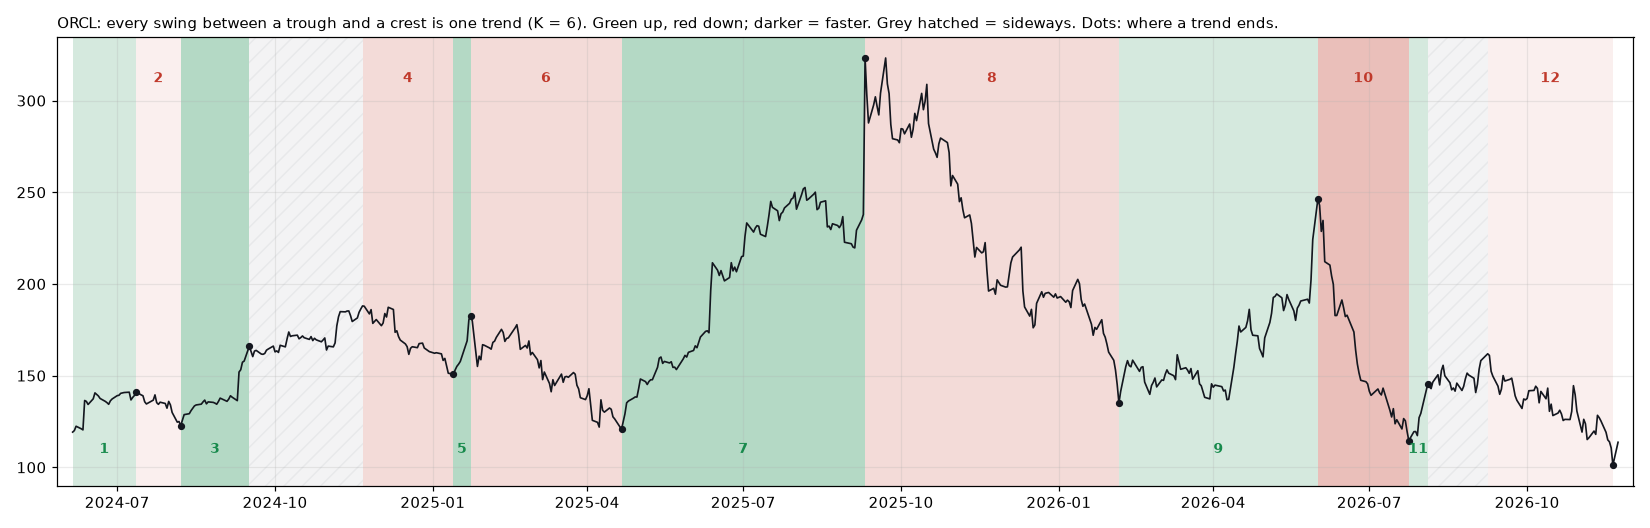 ORCL: every swing between a trough and a crest is one trend (K = 6). Green up, red down; darker = faster. Grey hatched = sideways. Dots: where a trend ends.
300
250
200
150
100
2 4 6 8 10 12
1 3 5 7 9 11
2024-07 2024-10 2025-01 2025-04 2025-07 2025-10 2026-01 2026-04 2026-07 2026-10